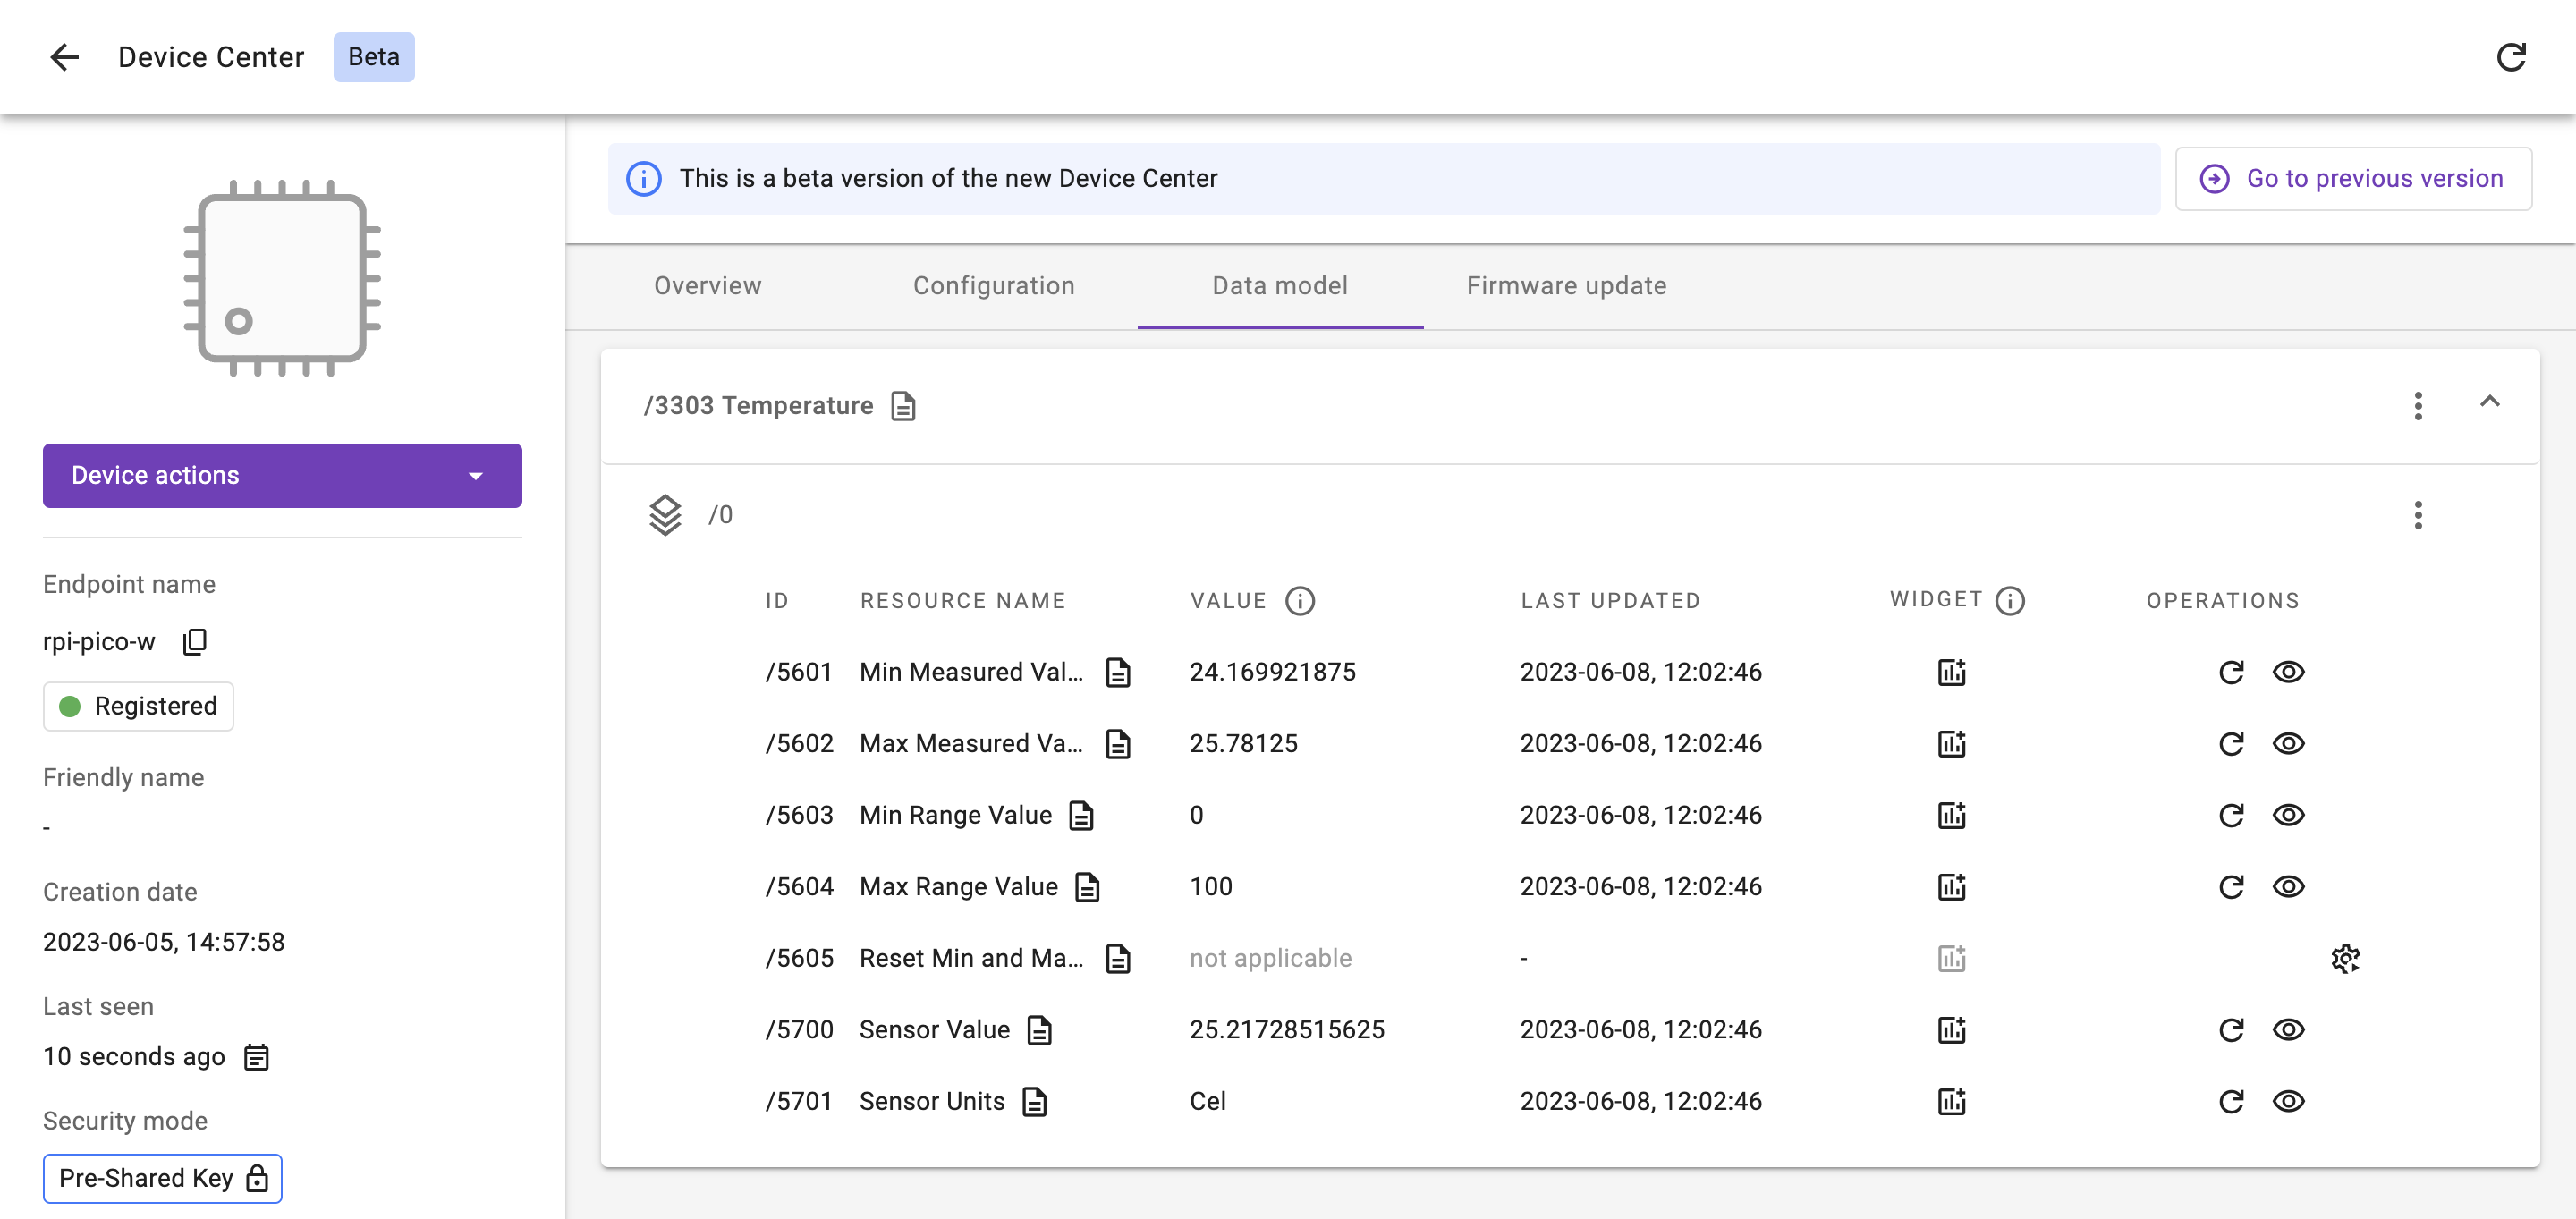 Device Center Beta
This is a beta version of the new Device Center
Go to previous version
Overview Configuration Data model Firmware update
Device actions
Endpoint name
rpi-pico-w
Registered
Friendly name
-
Creation date
2023-06-05, 14:57:58
Last seen
10 seconds ago
Security mode
Pre-Shared Key
/3303 Temperature
/0
ID RESOURCE NAME VALUE LAST UPDATED WIDGET OPERATIONS
/5601 Min Measured Val... 24.169921875 2023-06-08, 12:02:46
/5602 Max Measured Va... 25.78125 2023-06-08, 12:02:46
/5603 Min Range Value 0 2023-06-08, 12:02:46
/5604 Max Range Value 100 2023-06-08, 12:02:46
/5605 Reset Min and Ma... not applicable -
/5700 Sensor Value 25.21728515625 2023-06-08, 12:02:46
/5701 Sensor Units Cel 2023-06-08, 12:02:46